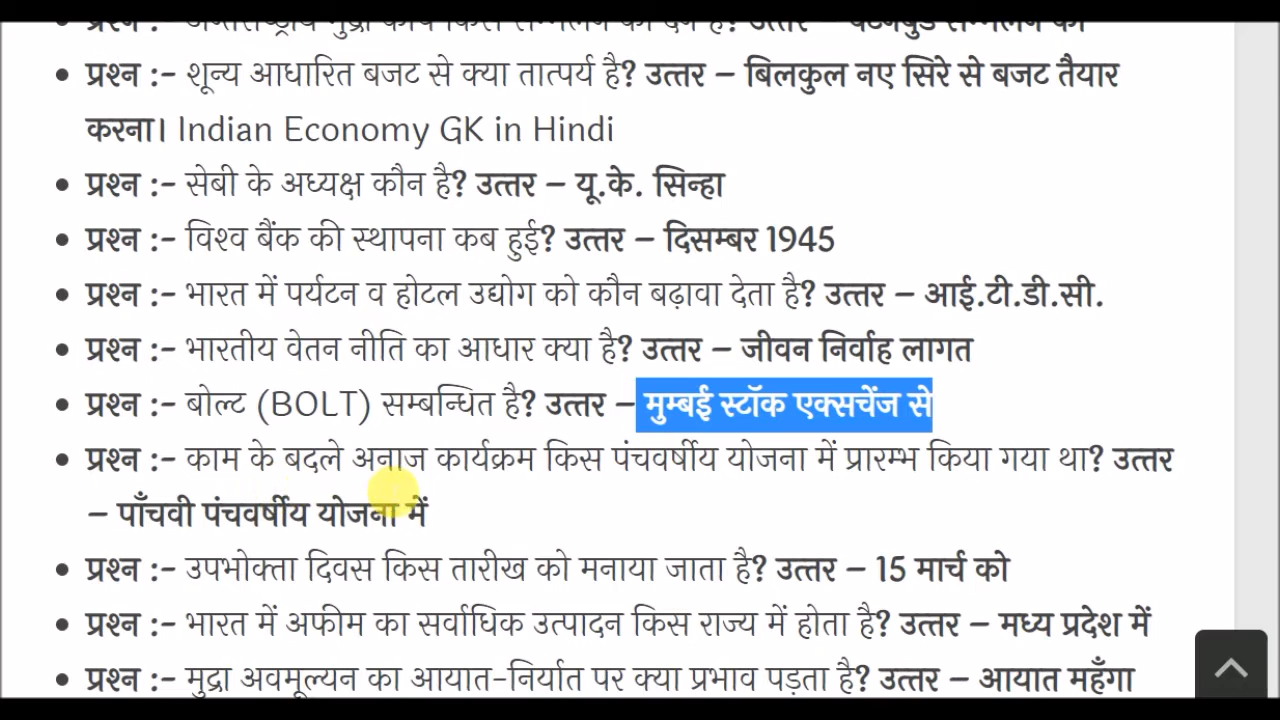 प्रश्न :- शून्य आधारित बजट से क्या तात्पर्य है? उत्तर – बिलकुल नए सिरे से बजट तैयार
करना। Indian Economy GK in Hindi
प्रश्न :- सेबी के अध्यक्ष कौन है? उत्तर – यू.के. सिन्हा
प्रश्न :- विश्व बैंक की स्थापना कब हुई? उत्तर – दिसम्बर 1945
प्रश्न :- भारत में पर्यटन व होटल उद्योग को कौन बढ़ावा देता है? उत्तर – आई.टी.डी.सी.
प्रश्न :- भारतीय वेतन नीति का आधार क्या है? उत्तर – जीवन निर्वाह लागत
प्रश्न :- बोल्ट (BOLT) सम्बन्धित है? उत्तर – मुम्बई स्टॉक एक्सचेंज से
प्रश्न :- काम के बदले अनाज कार्यक्रम किस पंचवर्षीय योजना में प्रारम्भ किया गया था? उत्तर
– पाँचवी पंचवर्षीय योजना में
प्रश्न :- उपभोक्ता दिवस किस तारीख को मनाया जाता है? उत्तर – 15 मार्च को
प्रश्न :- भारत में अफीम का सर्वाधिक उत्पादन किस राज्य में होता है? उत्तर – मध्य प्रदेश में
प्रश्न :- मुद्रा अवमूल्यन का आयात-निर्यात पर क्या प्रभाव पड़ता है? उत्तर – आयात महँगा